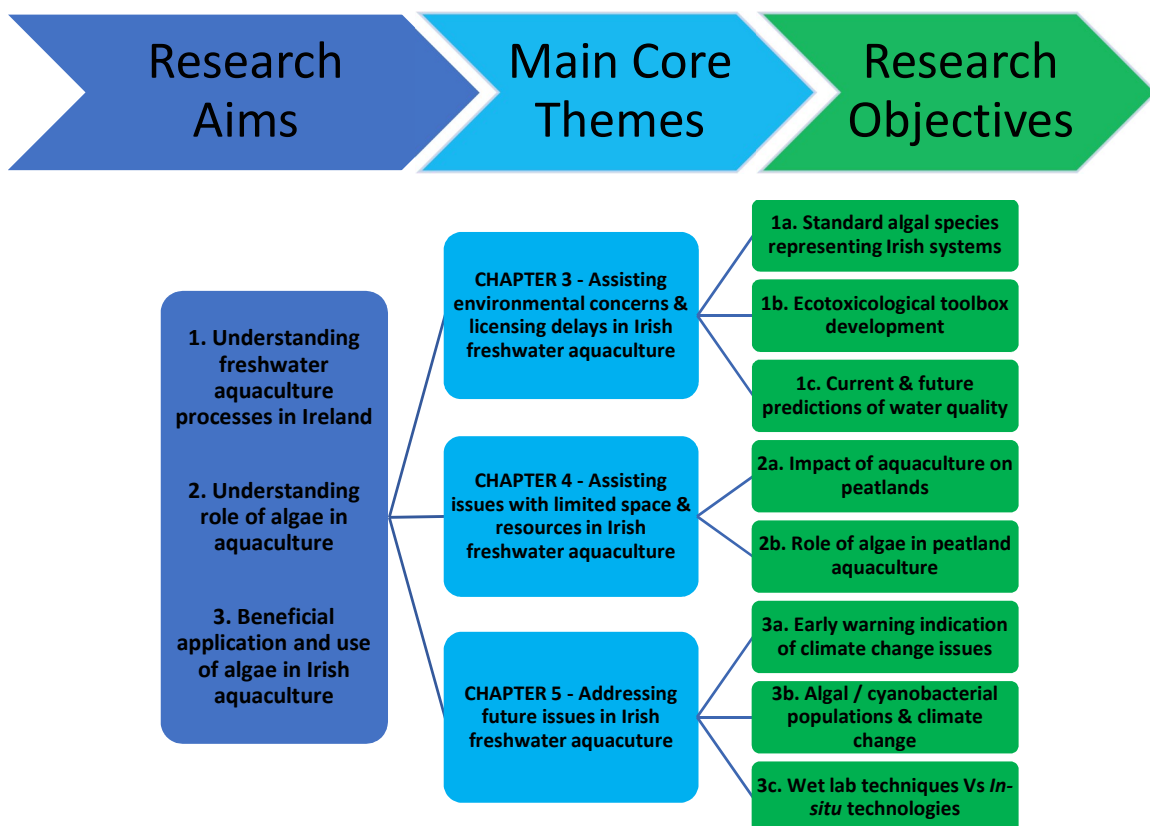 Research
Aims
Main Core
Themes
Research
Objectives
1. Understanding
freshwater
aquaculture
processes in Ireland
2. Understanding
role of algae in
aquaculture
3. Beneficial
application and use
of algae in Irish
aquaculture
CHAPTER 3 - Assisting
environmental concerns &
licensing delays in Irish
freshwater aquaculture
CHAPTER 4 - Assisting
issues with limited space &
resources in Irish
freshwater aquaculture
CHAPTER 5 - Addressing
future issues in Irish
freshwater aquacuture
1a. Standard algal species
representing Irish systems
1b. Ecotoxicological toolbox
development
1c. Current & future
predictions of water quality
2a. Impact of aquaculture on
peatlands
2b. Role of algae in peatland
aquaculture
3a. Early warning indication
of climate change issues
3b. Algal / cyanobacterial
populations & climate
change
3c. Wet lab techniques Vs In-
situ technologies